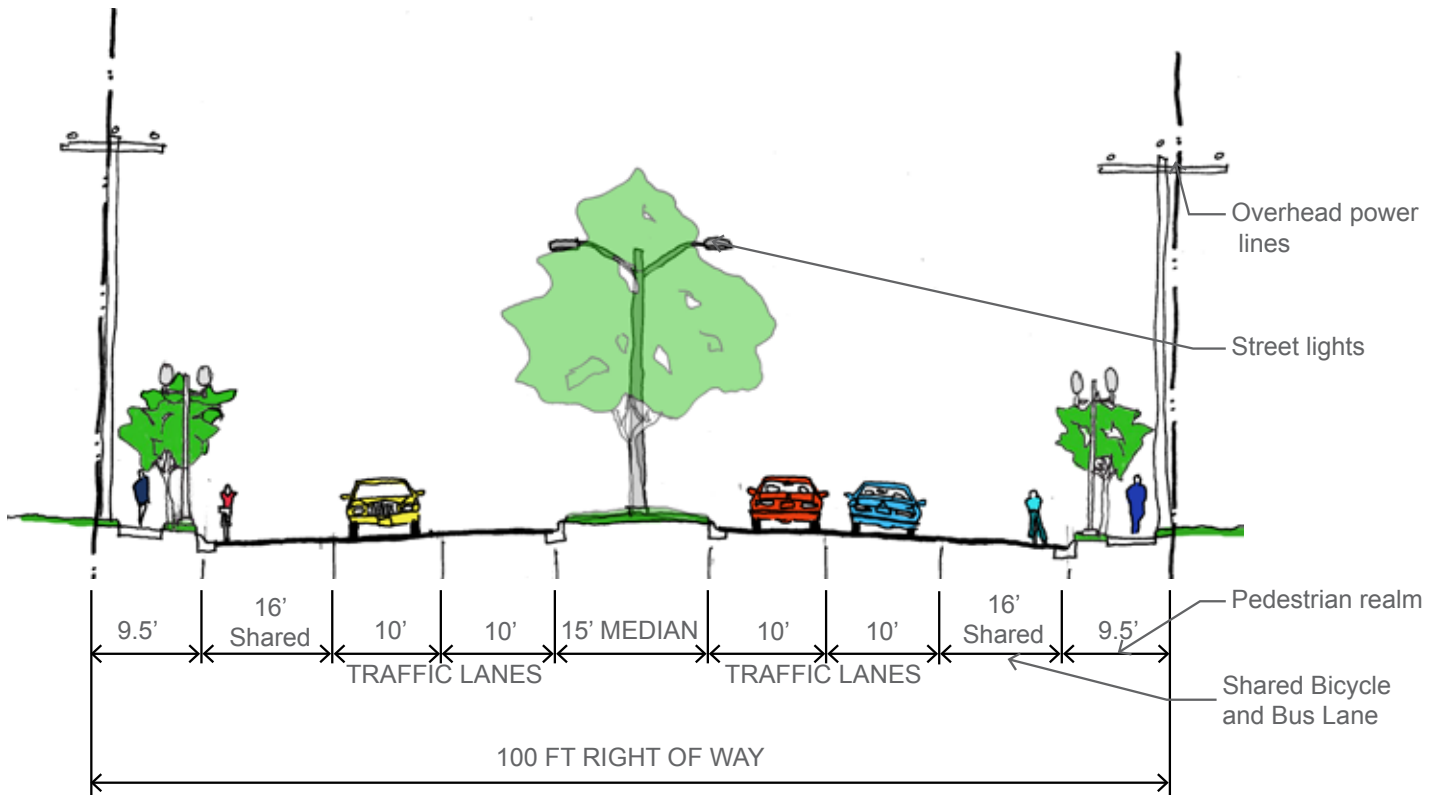 Overhead power
lines
Street lights
Pedestrian realm
9.5’
16’
Shared
10’
10’
15’ MEDIAN
10’
10’
16’
Shared
9.5’
TRAFFIC LANES
TRAFFIC LANES
Shared Bicycle
and Bus Lane
100 FT RIGHT OF WAY